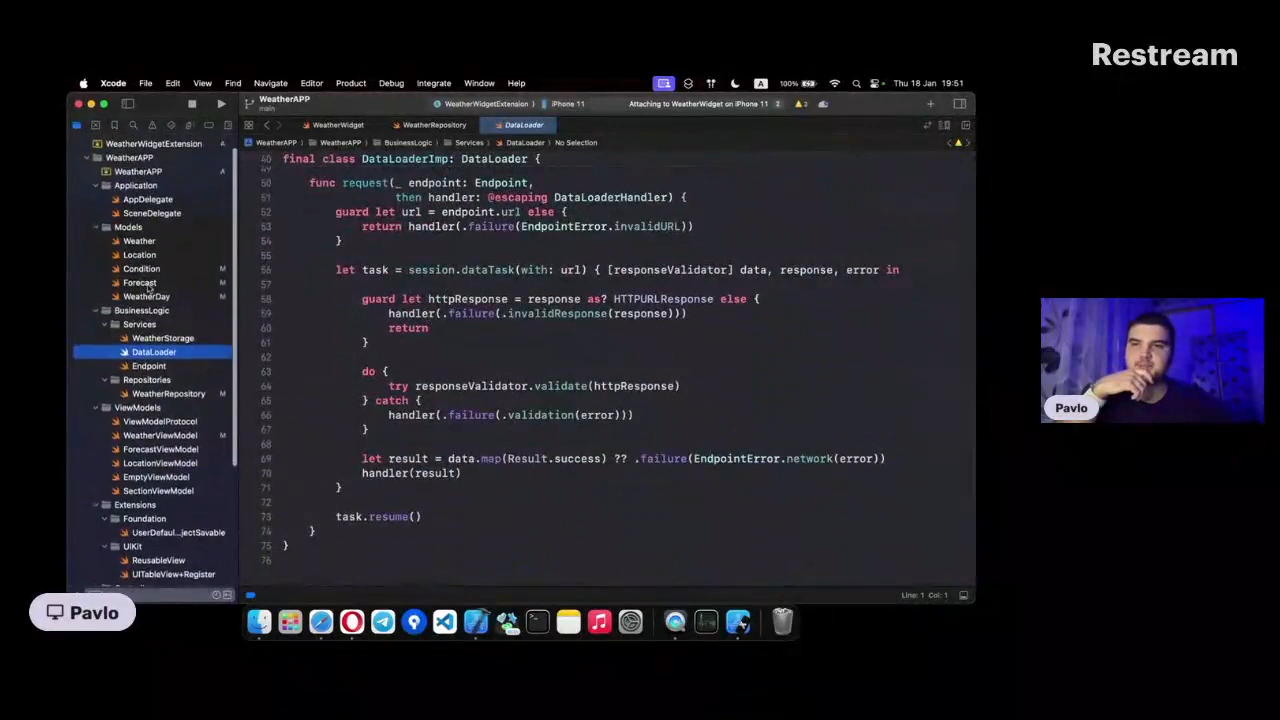 Restream
Xcode File Edit View Find Navigate Editor Product Debug Integrate Window Help
A 100% Thu 18 Jan 19:51
WeatherAPP
main
WeatherWidgetExtension iPhone 11
Attaching to WeatherWidget on iPhone 11 2 2
WeatherWidget WeatherRepository DataLoader
WeatherAPP WeatherAPP BusinessLogic Services DataLoader No Selection
WeatherWidgetExtension A
WeatherAPP
WeatherAPP A
Application
AppDelegate
SceneDelegate
Models
Weather
Location
Condition M
Forecast M
WeatherDay M
BusinessLogic
Services
WeatherStorage
DataLoader
Endpoint
Repositories
WeatherRepository M
ViewModels
ViewModelProtocol
WeatherViewModel M
ForecastViewModel
LocationViewModel
EmptyViewModel
SectionViewModel
Extensions
Foundation
UserDefaul...jectSavable
UIKit
ReusableView
UITableView+Register
40 final class DataLoaderImp: DataLoader {
49
50 func request(_ endpoint: Endpoint,
51 then handler: @escaping DataLoaderHandler) {
52 guard let url = endpoint.url else {
53 return handler(.failure(EndpointError.invalidURL))
54 }
55
56 let task = session.dataTask(with: url) { [responseValidator] data, response, error in
58 guard let httpResponse = response as? HTTPURLResponse else {
59 handler(.failure(.invalidResponse(response)))
60 return
61 }
62
63 do {
64 try responseValidator.validate(httpResponse)
65 } catch {
66 handler(.failure(.validation(error)))
67 }
68
69 let result = data.map(Result.success) ?? .failure(EndpointError.network(error))
70 handler(result)
71 }
72
73 task.resume()
74 }
75 }
76
Line: 1 Col: 1
Pavlo
Pavlo